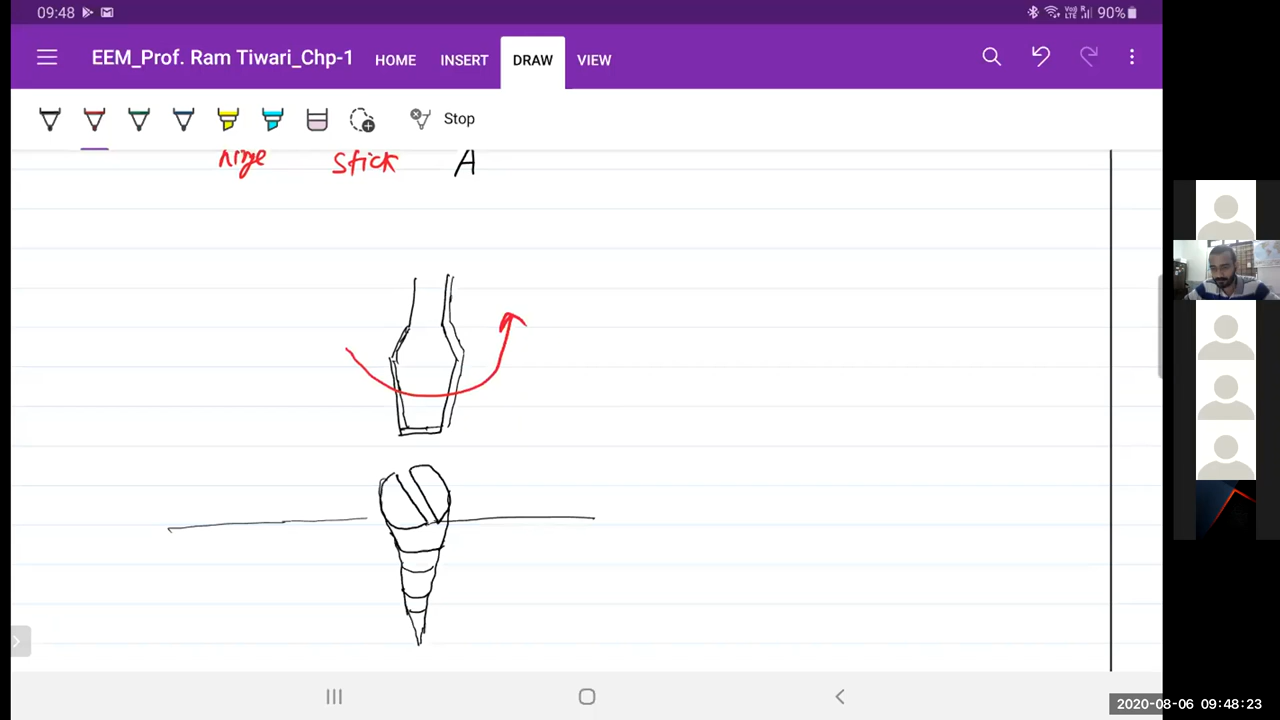 09:48 90%
EEM_Prof. Ram Tiwari_Chp-1 HOME INSERT DRAW VIEW
Stop
Stick A
2020-08-06 09:48:23